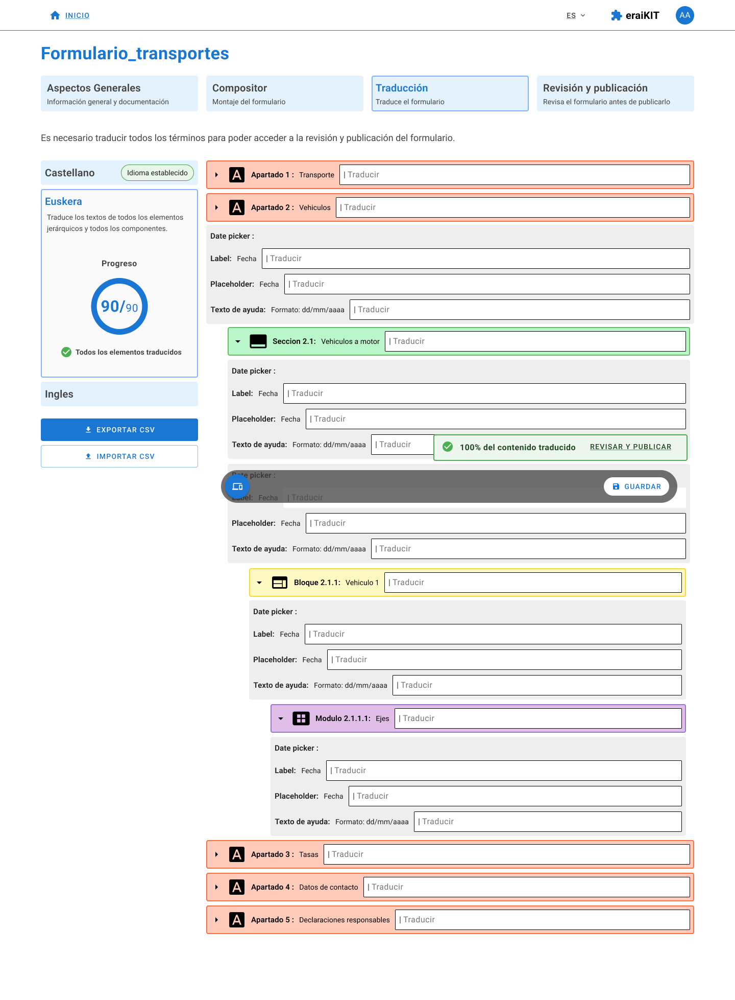 INICIO
ES
eraiKIT
AA
Formulario_transportes
Aspectos Generales
Información general y documentación
Compositor
Montaje del formulario
Traducción
Traduce el formulario
Revisión y publicación
Revisa el formulario antes de publicarlo
Es necesario traducir todos los términos para poder acceder a la revisión y publicación del formulario.
Castellano
Idioma establecido
Euskera
Traduce los textos de todos los elementos
jerárquicos y todos los componentes.
Progreso
90/90
Todos los elementos traducidos
Ingles
EXPORTAR CSV
IMPORTAR CSV
A Apartado 1 : Transporte | Traducir
A Apartado 2 : Vehiculos | Traducir
Date picker :
Label: Fecha | Traducir
Placeholder: Fecha | Traducir
Texto de ayuda: Formato: dd/mm/aaaa | Traducir
Seccion 2.1: Vehiculos a motor | Traducir
Date picker :
Label: Fecha | Traducir
Placeholder: Fecha | Traducir
Texto de ayuda: Formato: dd/mm/aaaa | Traducir
100% del contenido traducido REVISAR Y PUBLICAR
Date picker :
Label: Fecha | Traducir
GUARDAR
Placeholder: Fecha | Traducir
Texto de ayuda: Formato: dd/mm/aaaa | Traducir
Bloque 2.1.1: Vehiculo 1 | Traducir
Date picker :
Label: Fecha | Traducir
Placeholder: Fecha | Traducir
Texto de ayuda: Formato: dd/mm/aaaa | Traducir
Modulo 2.1.1.1: Ejes | Traducir
Date picker :
Label: Fecha | Traducir
Placeholder: Fecha | Traducir
Texto de ayuda: Formato: dd/mm/aaaa | Traducir
A Apartado 3 : Tasas | Traducir
A Apartado 4 : Datos de contacto | Traducir
A Apartado 5 : Declaraciones responsables | Traducir